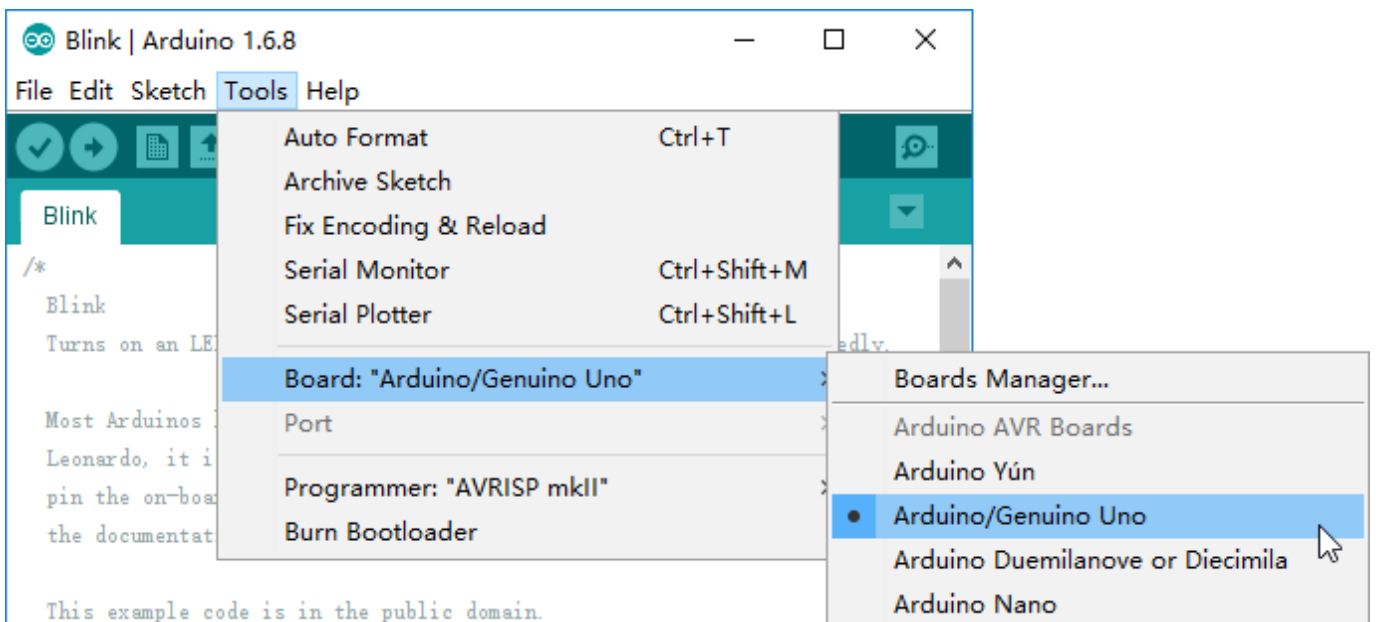 Blink | Arduino 1.6.8
File Edit Sketch Tools Help
Auto Format Ctrl+T
Archive Sketch
Fix Encoding & Reload
Serial Monitor Ctrl+Shift+M
Serial Plotter Ctrl+Shift+L
Board: "Arduino/Genuino Uno"
Port
Programmer: "AVRISP mkII"
Burn Bootloader
Boards Manager...
Arduino AVR Boards
Arduino Yún
Arduino/Genuino Uno
Arduino Duemilanove or Diecimila
Arduino Nano
Blink
/*
Blink
Turns on an LE
Most Arduinos
Leonardo, it i
pin the on-boa
the documentat
This example code is in the public domain.